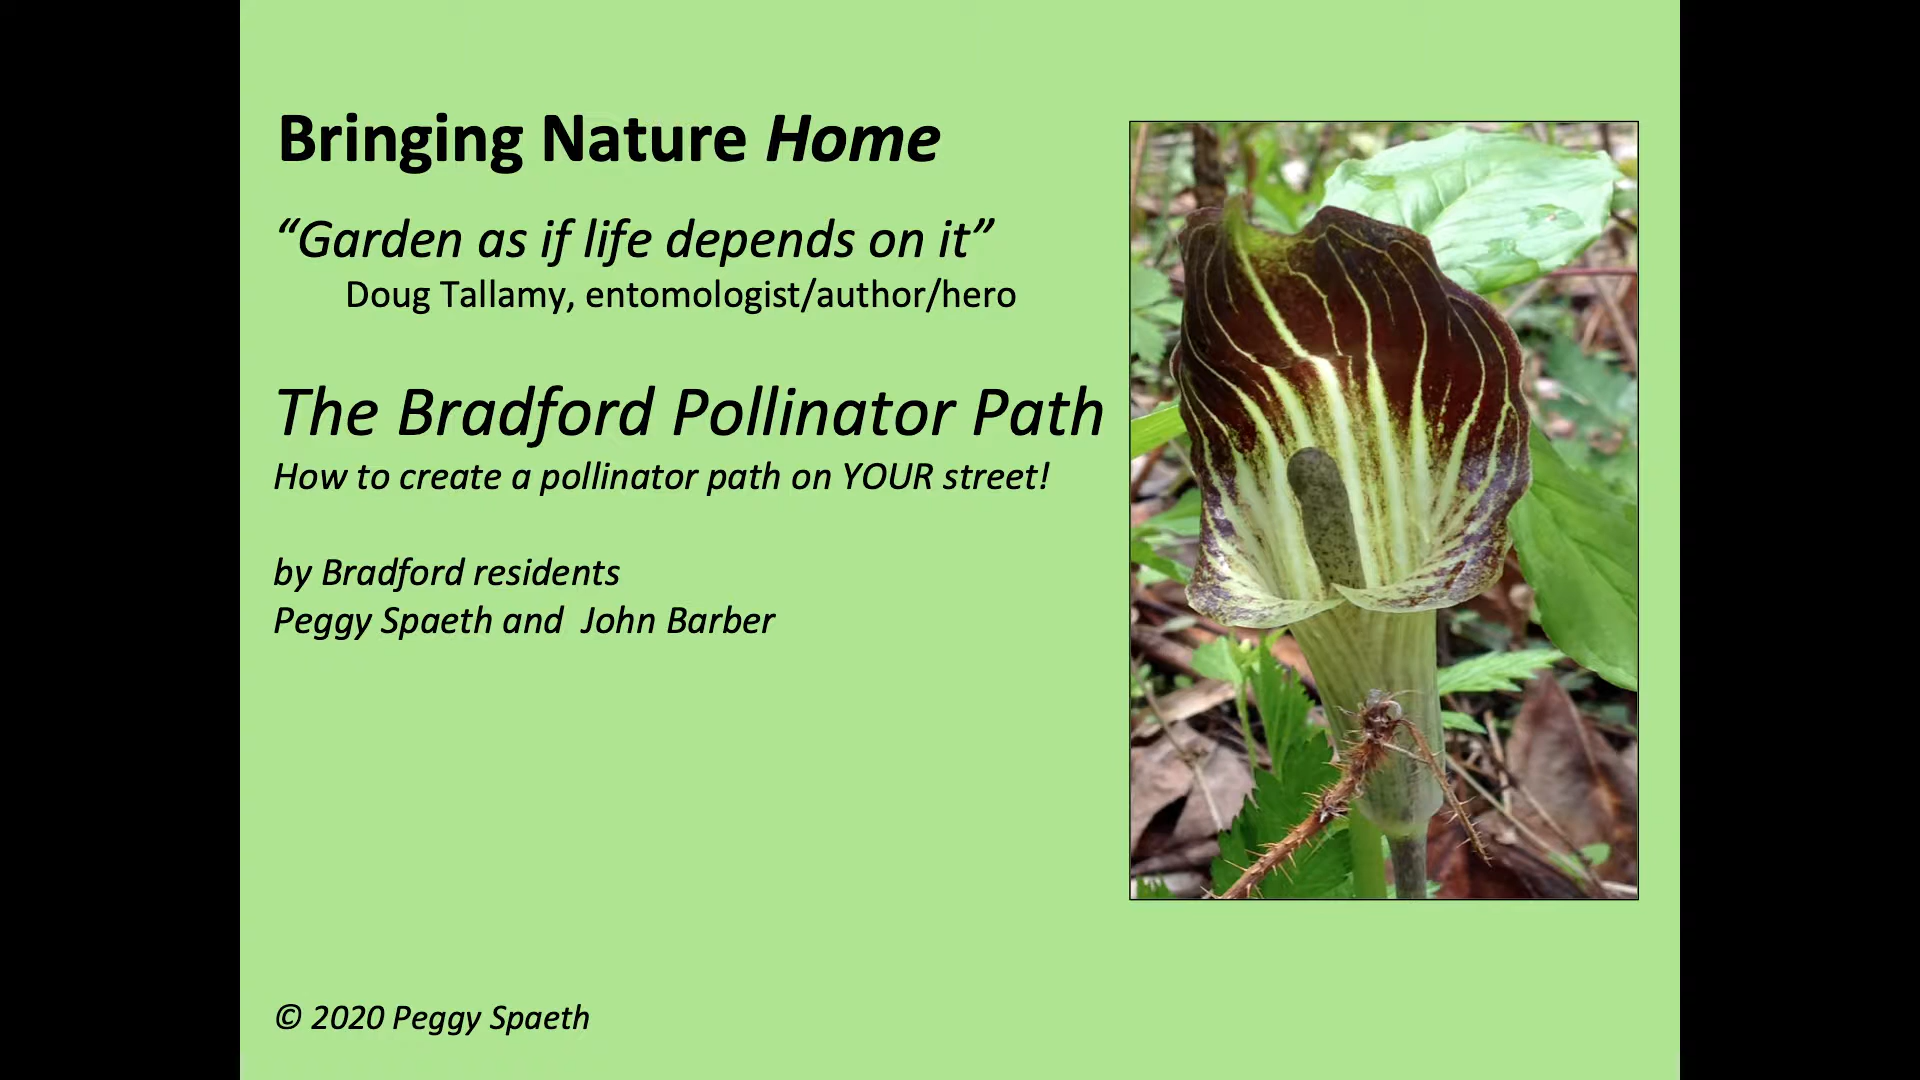 Bringing Nature Home
“Garden as if life depends on it”
Doug Tallamy, entomologist/author/hero
The Bradford Pollinator Path
How to create a pollinator path on YOUR street!
by Bradford residents
Peggy Spaeth and John Barber
© 2020 Peggy Spaeth